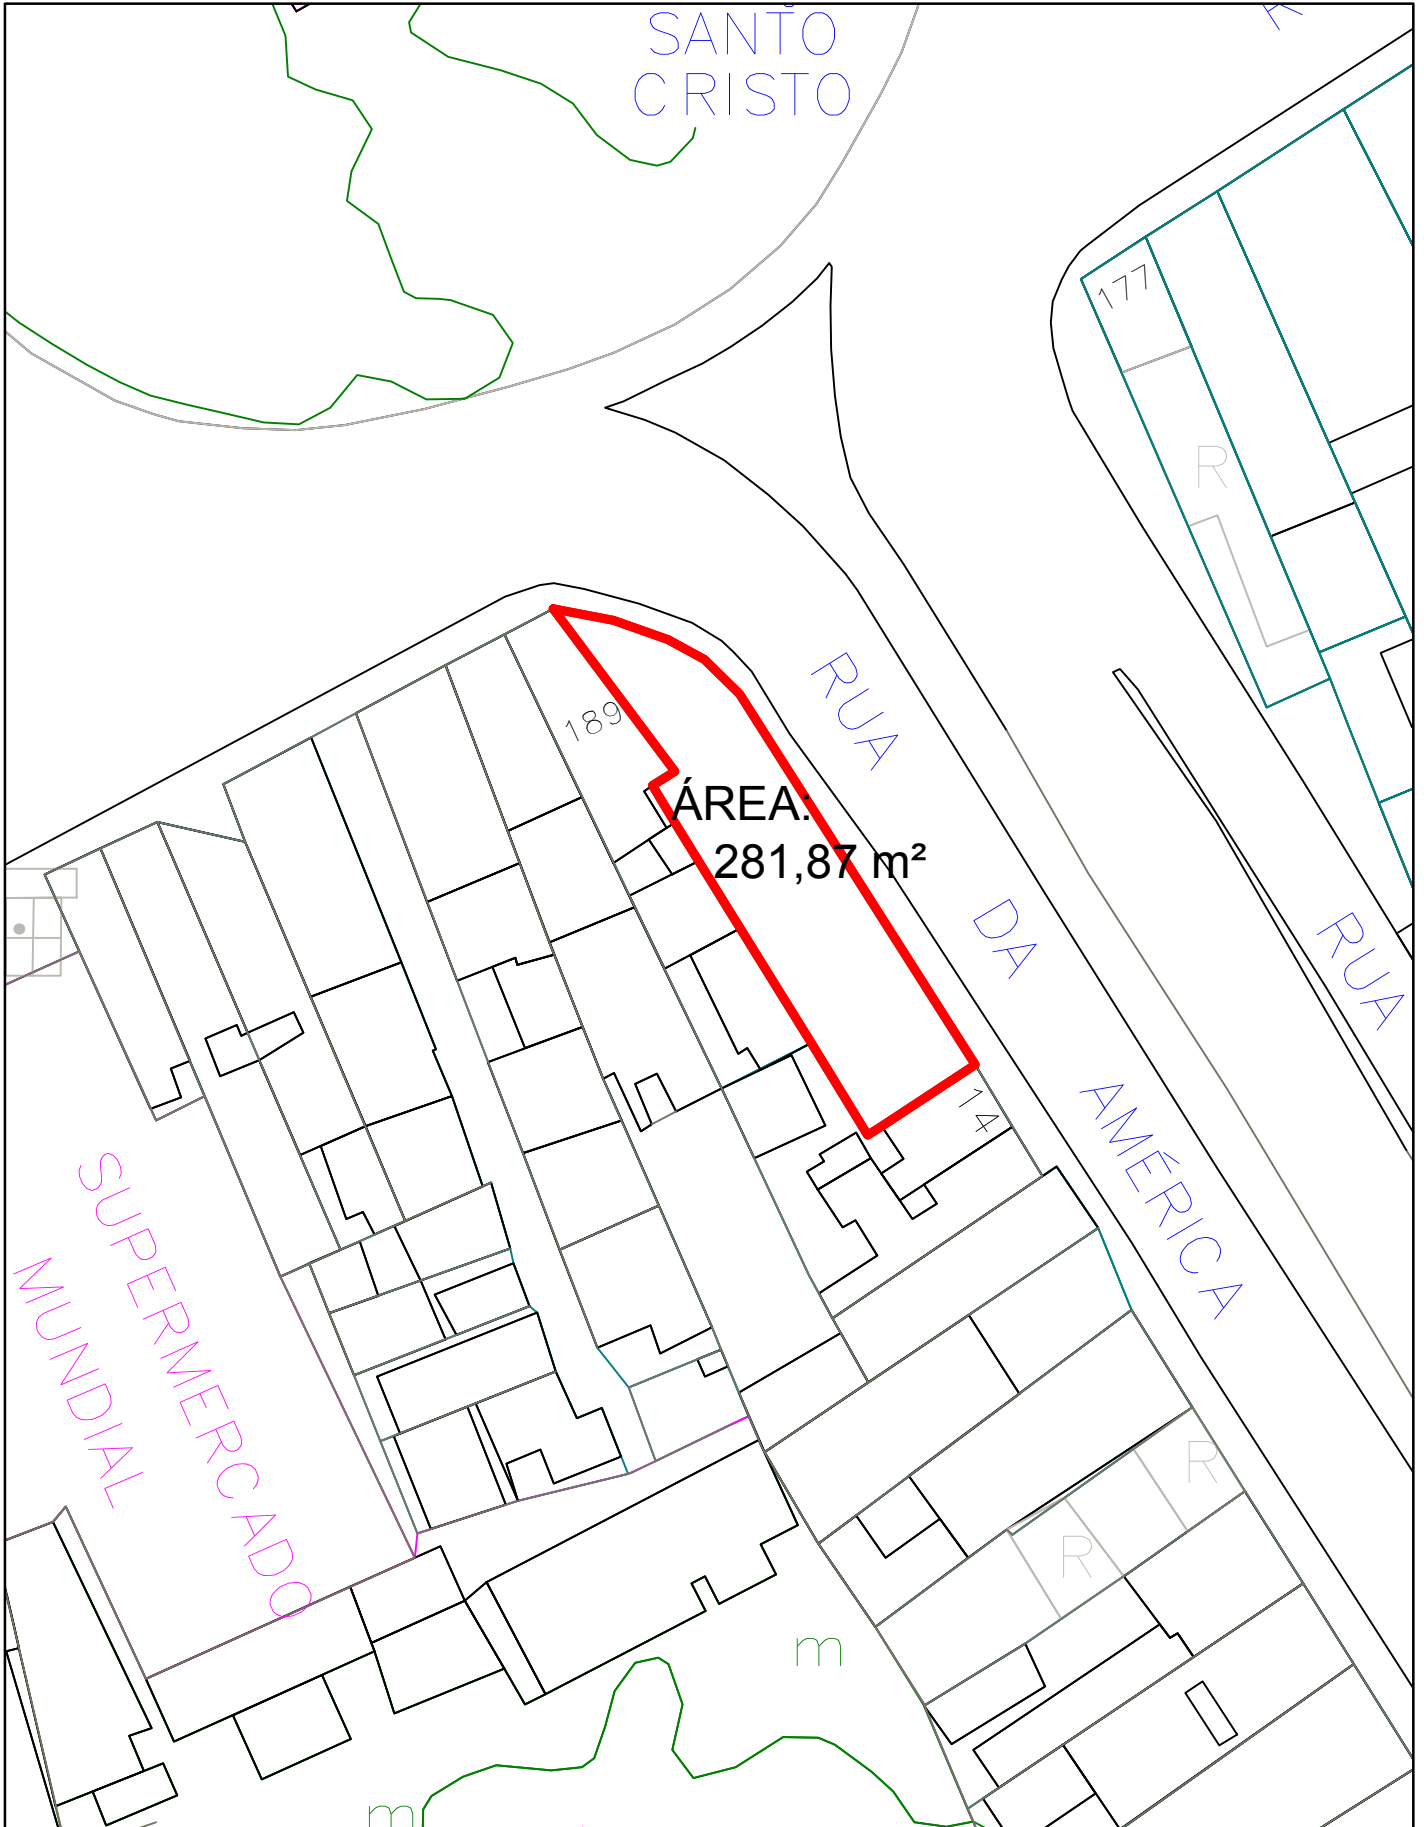 SANTO
CRISTO
R
177
R
189
RUA
DA
AMÉRICA
ÁREA:
281,87 m²
RUA
14
SUPERMERCADO
MUNDIAL
R
R
m
m